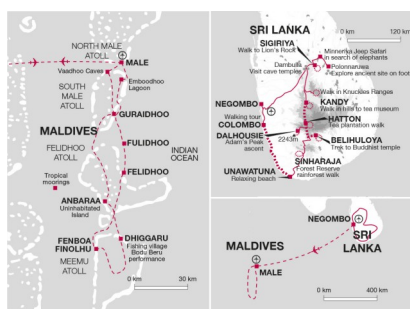 NORTH MALE
ATOLL
MALE
Vaadhoo Caves
Emboodhoo
Lagoon
SOUTH
MALE
ATOLL
GURAIDHOO
MALDIVES
FULIDHOO
FELIDHOO
ATOLL
INDIAN
OCEAN
FELIDHOO
Tropical
moorings
ANBARAA
Uninhabitated
Island
FENBOA
FINOLHU
DHIGGARU
Fishing village
Bodu Beru
performance
MEEMU
ATOLL
0 30
km
0 120
km
SRI LANKA
SIGIRIYA
Walk to Lion's Rock
Minneriya Jeep Safari
in search of elephants
Dambulla
Visit cave temples
Polonnaruwa
Explore ancient site on foot
NEGOMBO
Walking tour
Walk in Knuckles Ranges
KANDY
Walk in hills to tea museum
COLOMBO
HATTON
Tea plantation walk
DALHOUSIE
2243m
Adam's Peak
ascent
BELIHULOYA
Trek to Buddhist temple
SINHARAJA
Forest Reserve
rainforest walk
UNAWATUNA
Relaxing beach
NEGOMBO
SRI
LANKA
MALDIVES
MALE
0 400
km